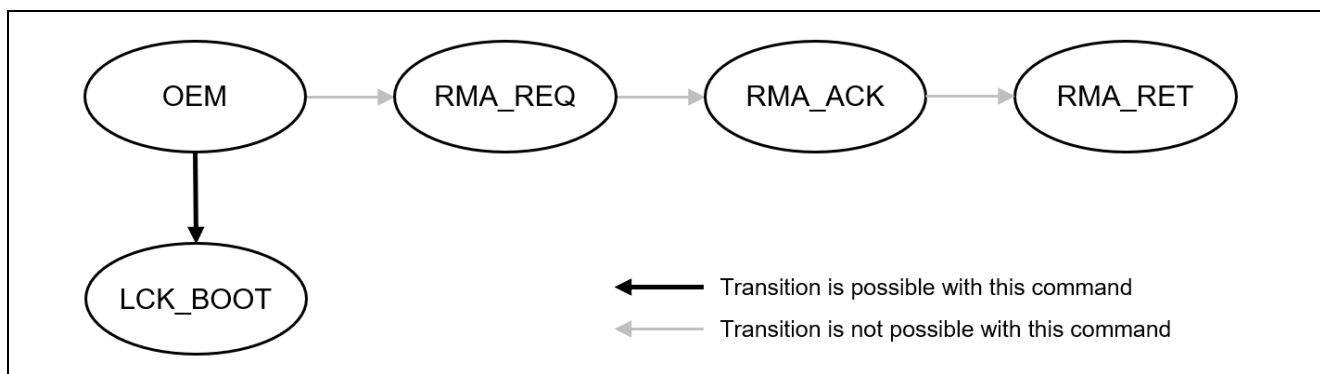 OEM
RMA_REQ
RMA_ACK
RMA_RET
LCK_BOOT
Transition is possible with this command
Transition is not possible with this command